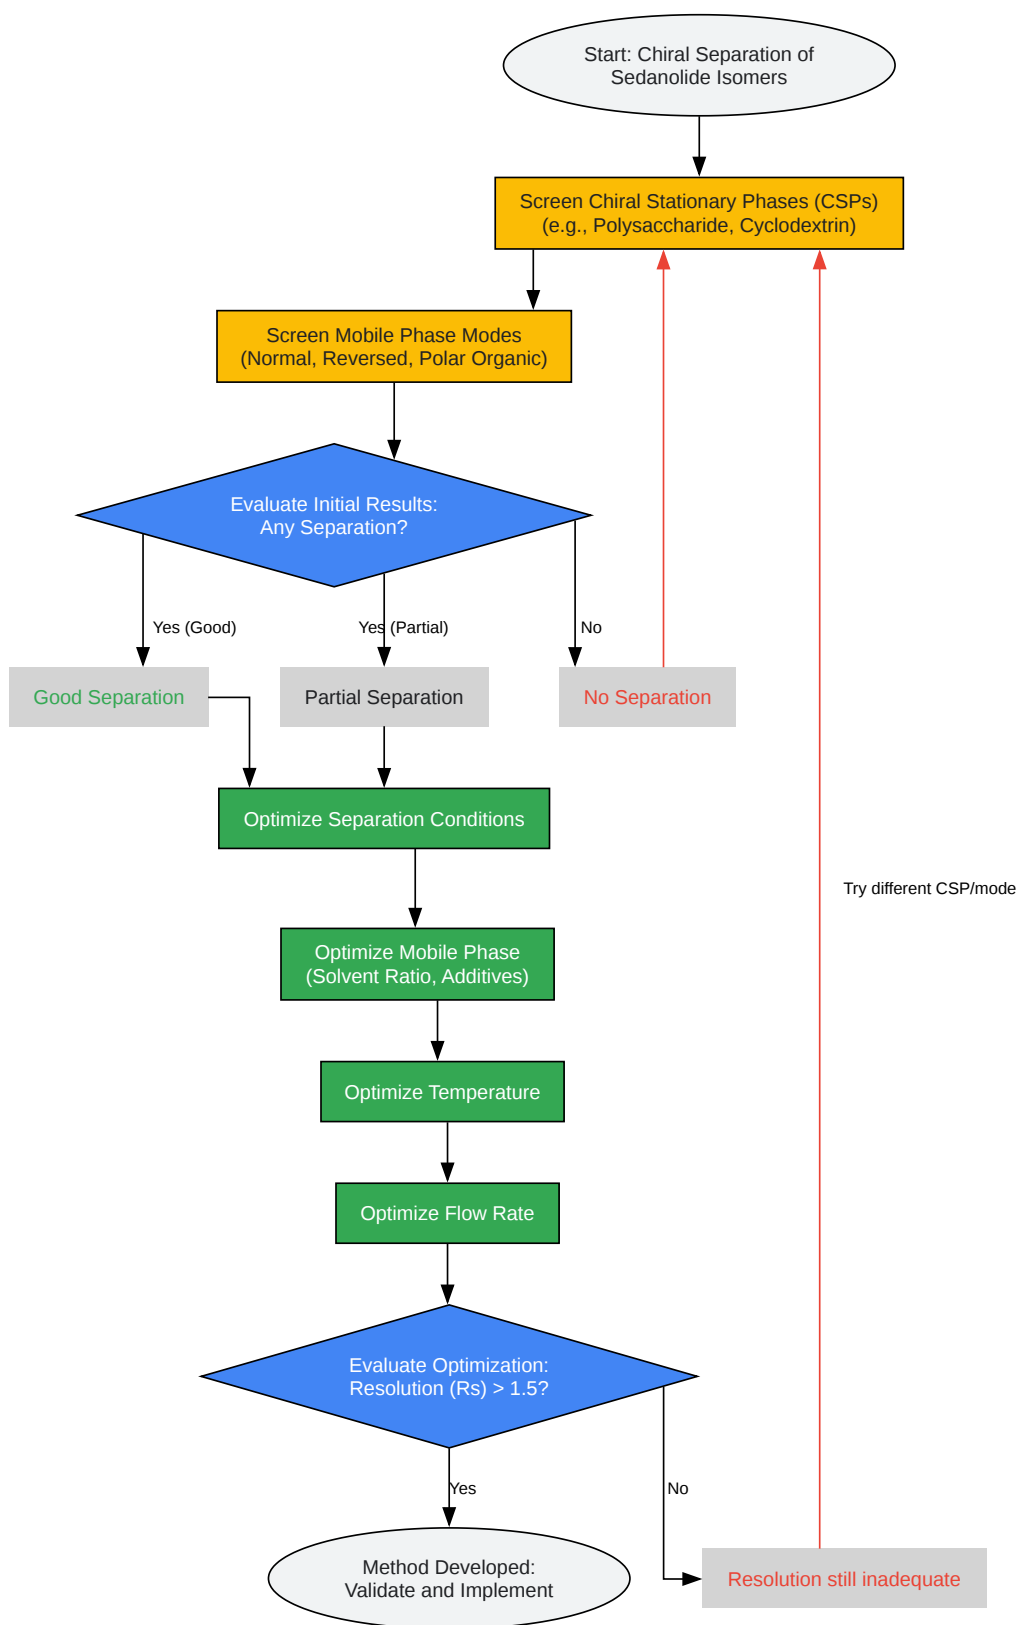 Start: Chiral Separation of
Sedanolide Isomers
Screen Chiral Stationary Phases (CSPs)
(e.g., Polysaccharide, Cyclodextrin)
Screen Mobile Phase Modes
(Normal, Reversed, Polar Organic)
Evaluate Initial Results:
Any Separation?
Yes (Good)
Yes (Partial)
No
Good Separation
Partial Separation
No Separation
Optimize Separation Conditions
Try different CSP/mode
Optimize Mobile Phase
(Solvent Ratio, Additives)
Optimize Temperature
Optimize Flow Rate
Evaluate Optimization:
Resolution (Rs) > 1.5?
Yes
No
Method Developed:
Validate and Implement
Resolution still inadequate